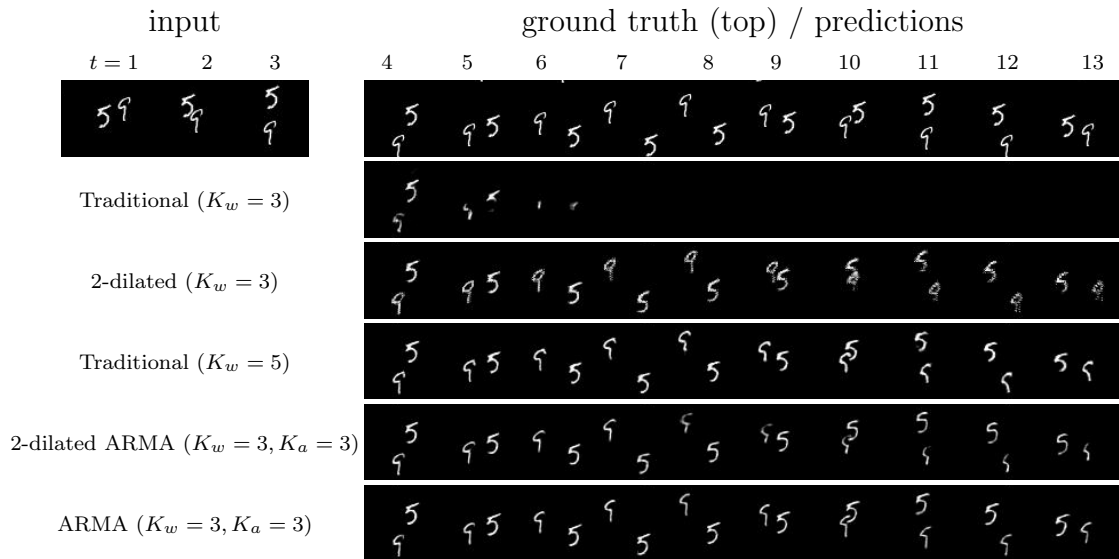 input ground truth (top) / predictions
t = 1 2 3 4 5 6 7 8 9 10 11 12 13
Traditional (K_w = 3)
2-dilated (K_w = 3)
Traditional (K_w = 5)
2-dilated ARMA (K_w = 3, K_a = 3)
ARMA (K_w = 3, K_a = 3)